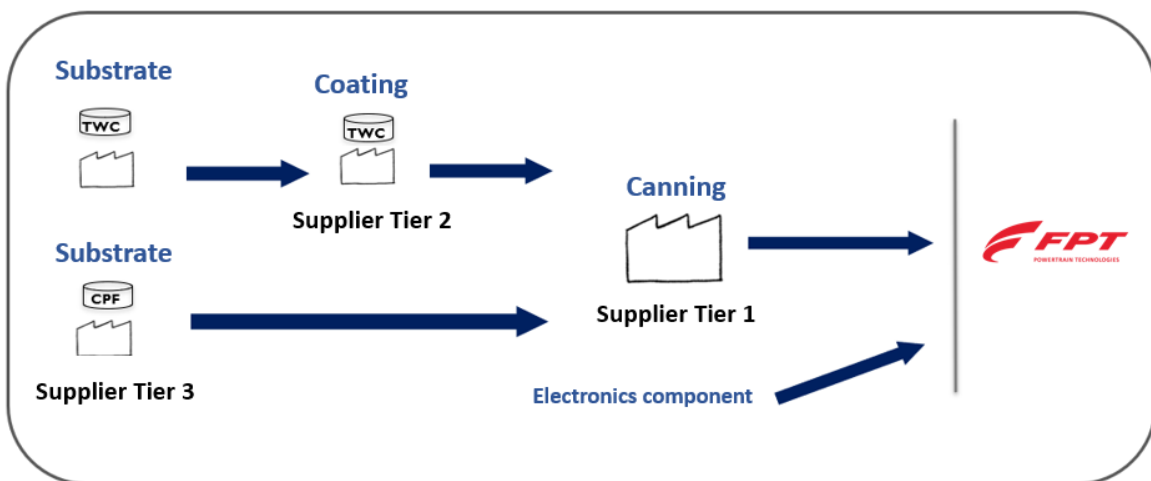 Substrate
TWC
Coating
TWC
Supplier Tier 2
Canning
Supplier Tier 1
Substrate
CPF
Supplier Tier 3
Electronics component
FPT
POWERTRAIN TECHNOLOGIES